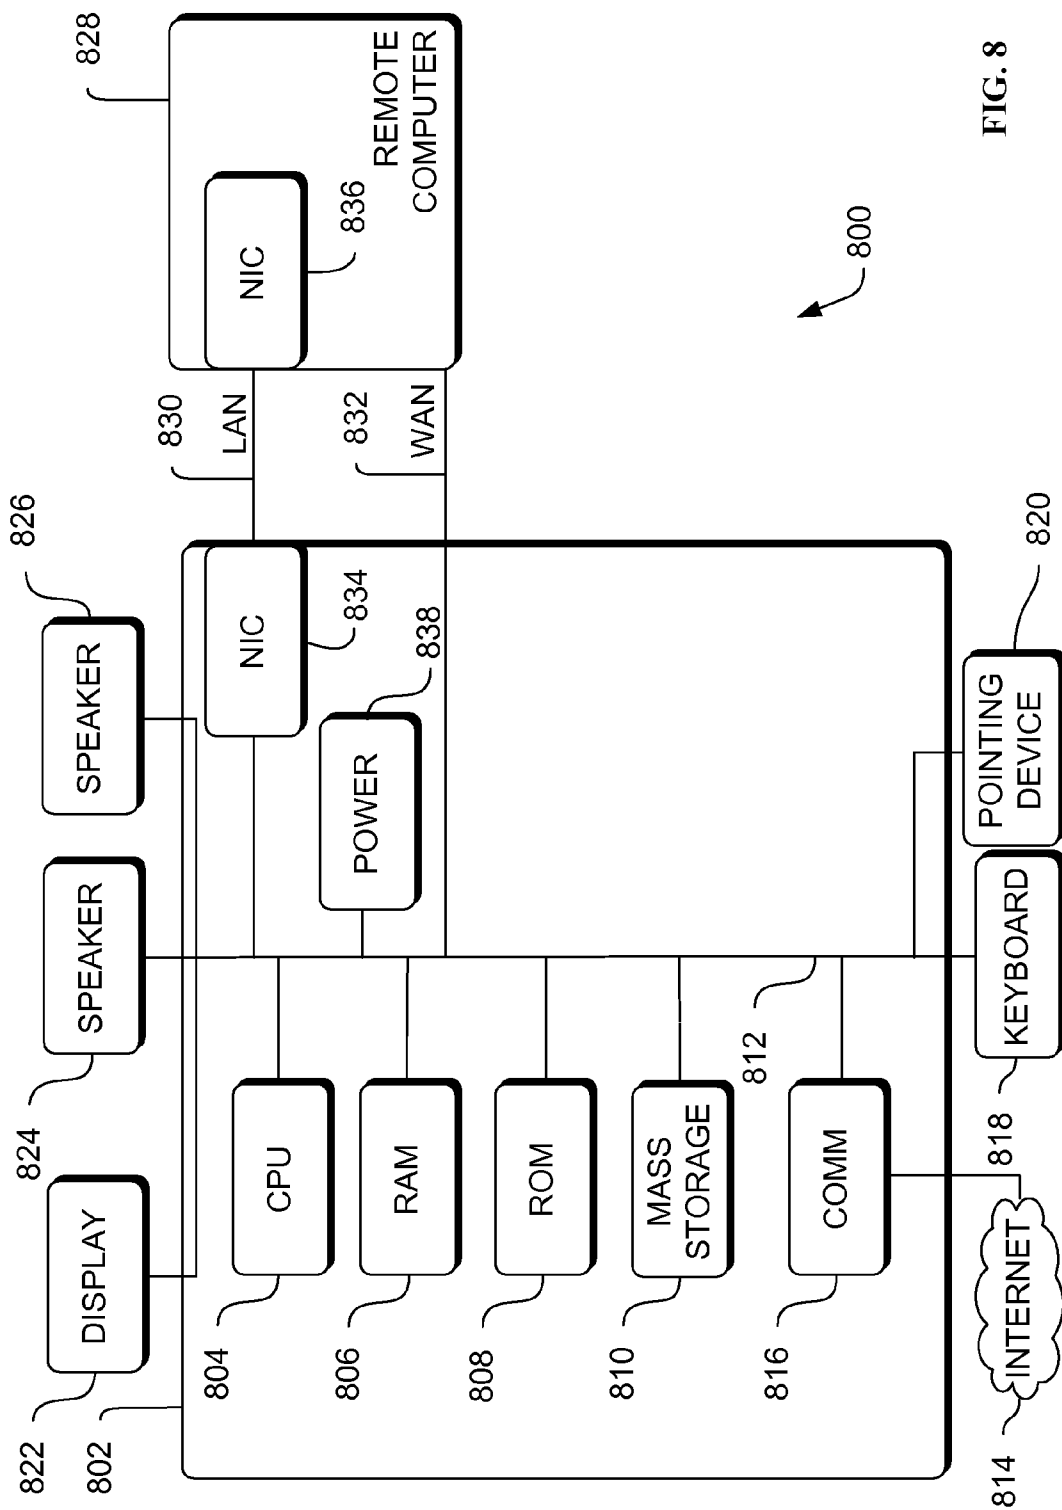 822
824
826
828
802
DISPLAY
SPEAKER
SPEAKER
830
LAN
804
CPU
NIC
NIC
834
836
REMOTE
COMPUTER
832
WAN
806
RAM
POWER
838
808
ROM
810
MASS
STORAGE
812
816
COMM
800
814
INTERNET
818
KEYBOARD
POINTING
DEVICE
820
FIG. 8